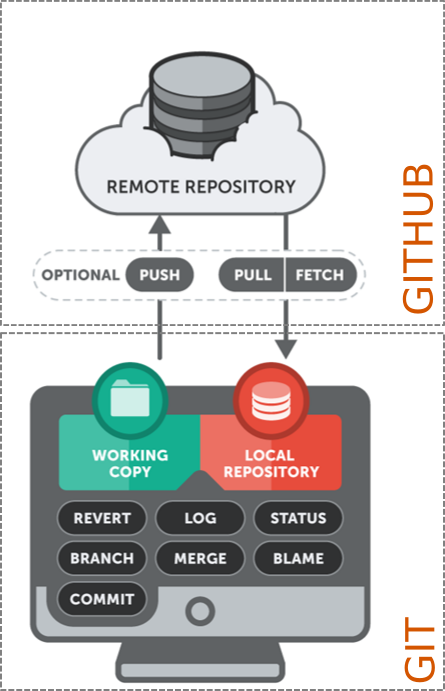 REMOTE REPOSITORY
GITHUB
OPTIONAL PUSH PULL FETCH
WORKING COPY
LOCAL REPOSITORY
REVERT LOG STATUS
BRANCH MERGE BLAME
COMMIT
GIT